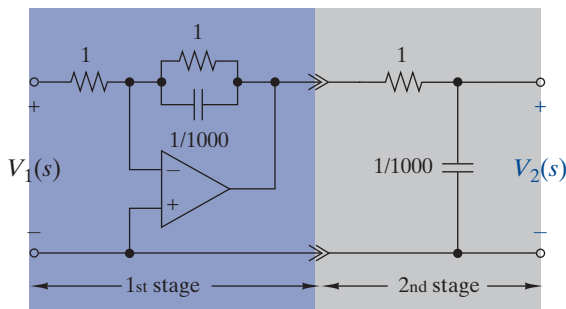 1
1
1
+
1/1000
+
V₁(s)
−
1/1000
V₂(s)
+
−
−
1st stage
2nd stage